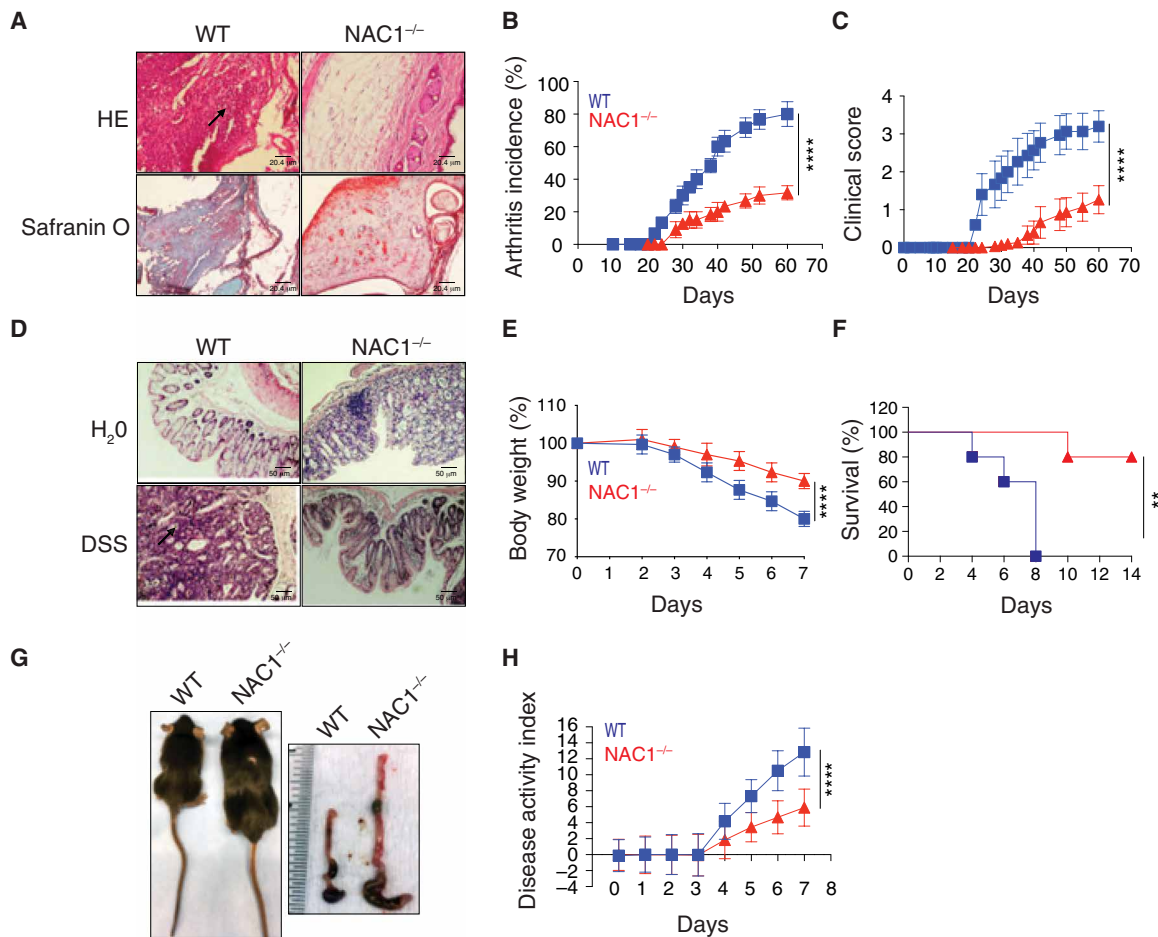 A
WT NAC1⁻/⁻
HE
20.4 µm 20.4 µm
Safranin O
20.4 µm 20.4 µm
B
Arthritis incidence (%)
100
80
60
40
20
0
WT
NAC1⁻/⁻
****
0 10 20 30 40 50 60 70
Days
C
Clinical score
4
3
2
1
0
****
0 10 20 30 40 50 60 70
Days
D
WT NAC1⁻/⁻
H₂0
50 µm 50 µm
DSS
50 µm 50 µm
E
Body weight (%)
110
100
90
80
70
WT
NAC1⁻/⁻
****
0 1 2 3 4 5 6 7
Days
F
Survival (%)
120
100
80
60
40
20
0
**
0 2 4 6 8 10 12 14
Days
G
WT NAC1⁻/⁻
WT NAC1⁻/⁻
H
Disease activity index
16
14
12
10
8
6
4
2
0
−2
−4
WT
NAC1⁻/⁻
****
0 1 2 3 4 5 6 7 8
Days